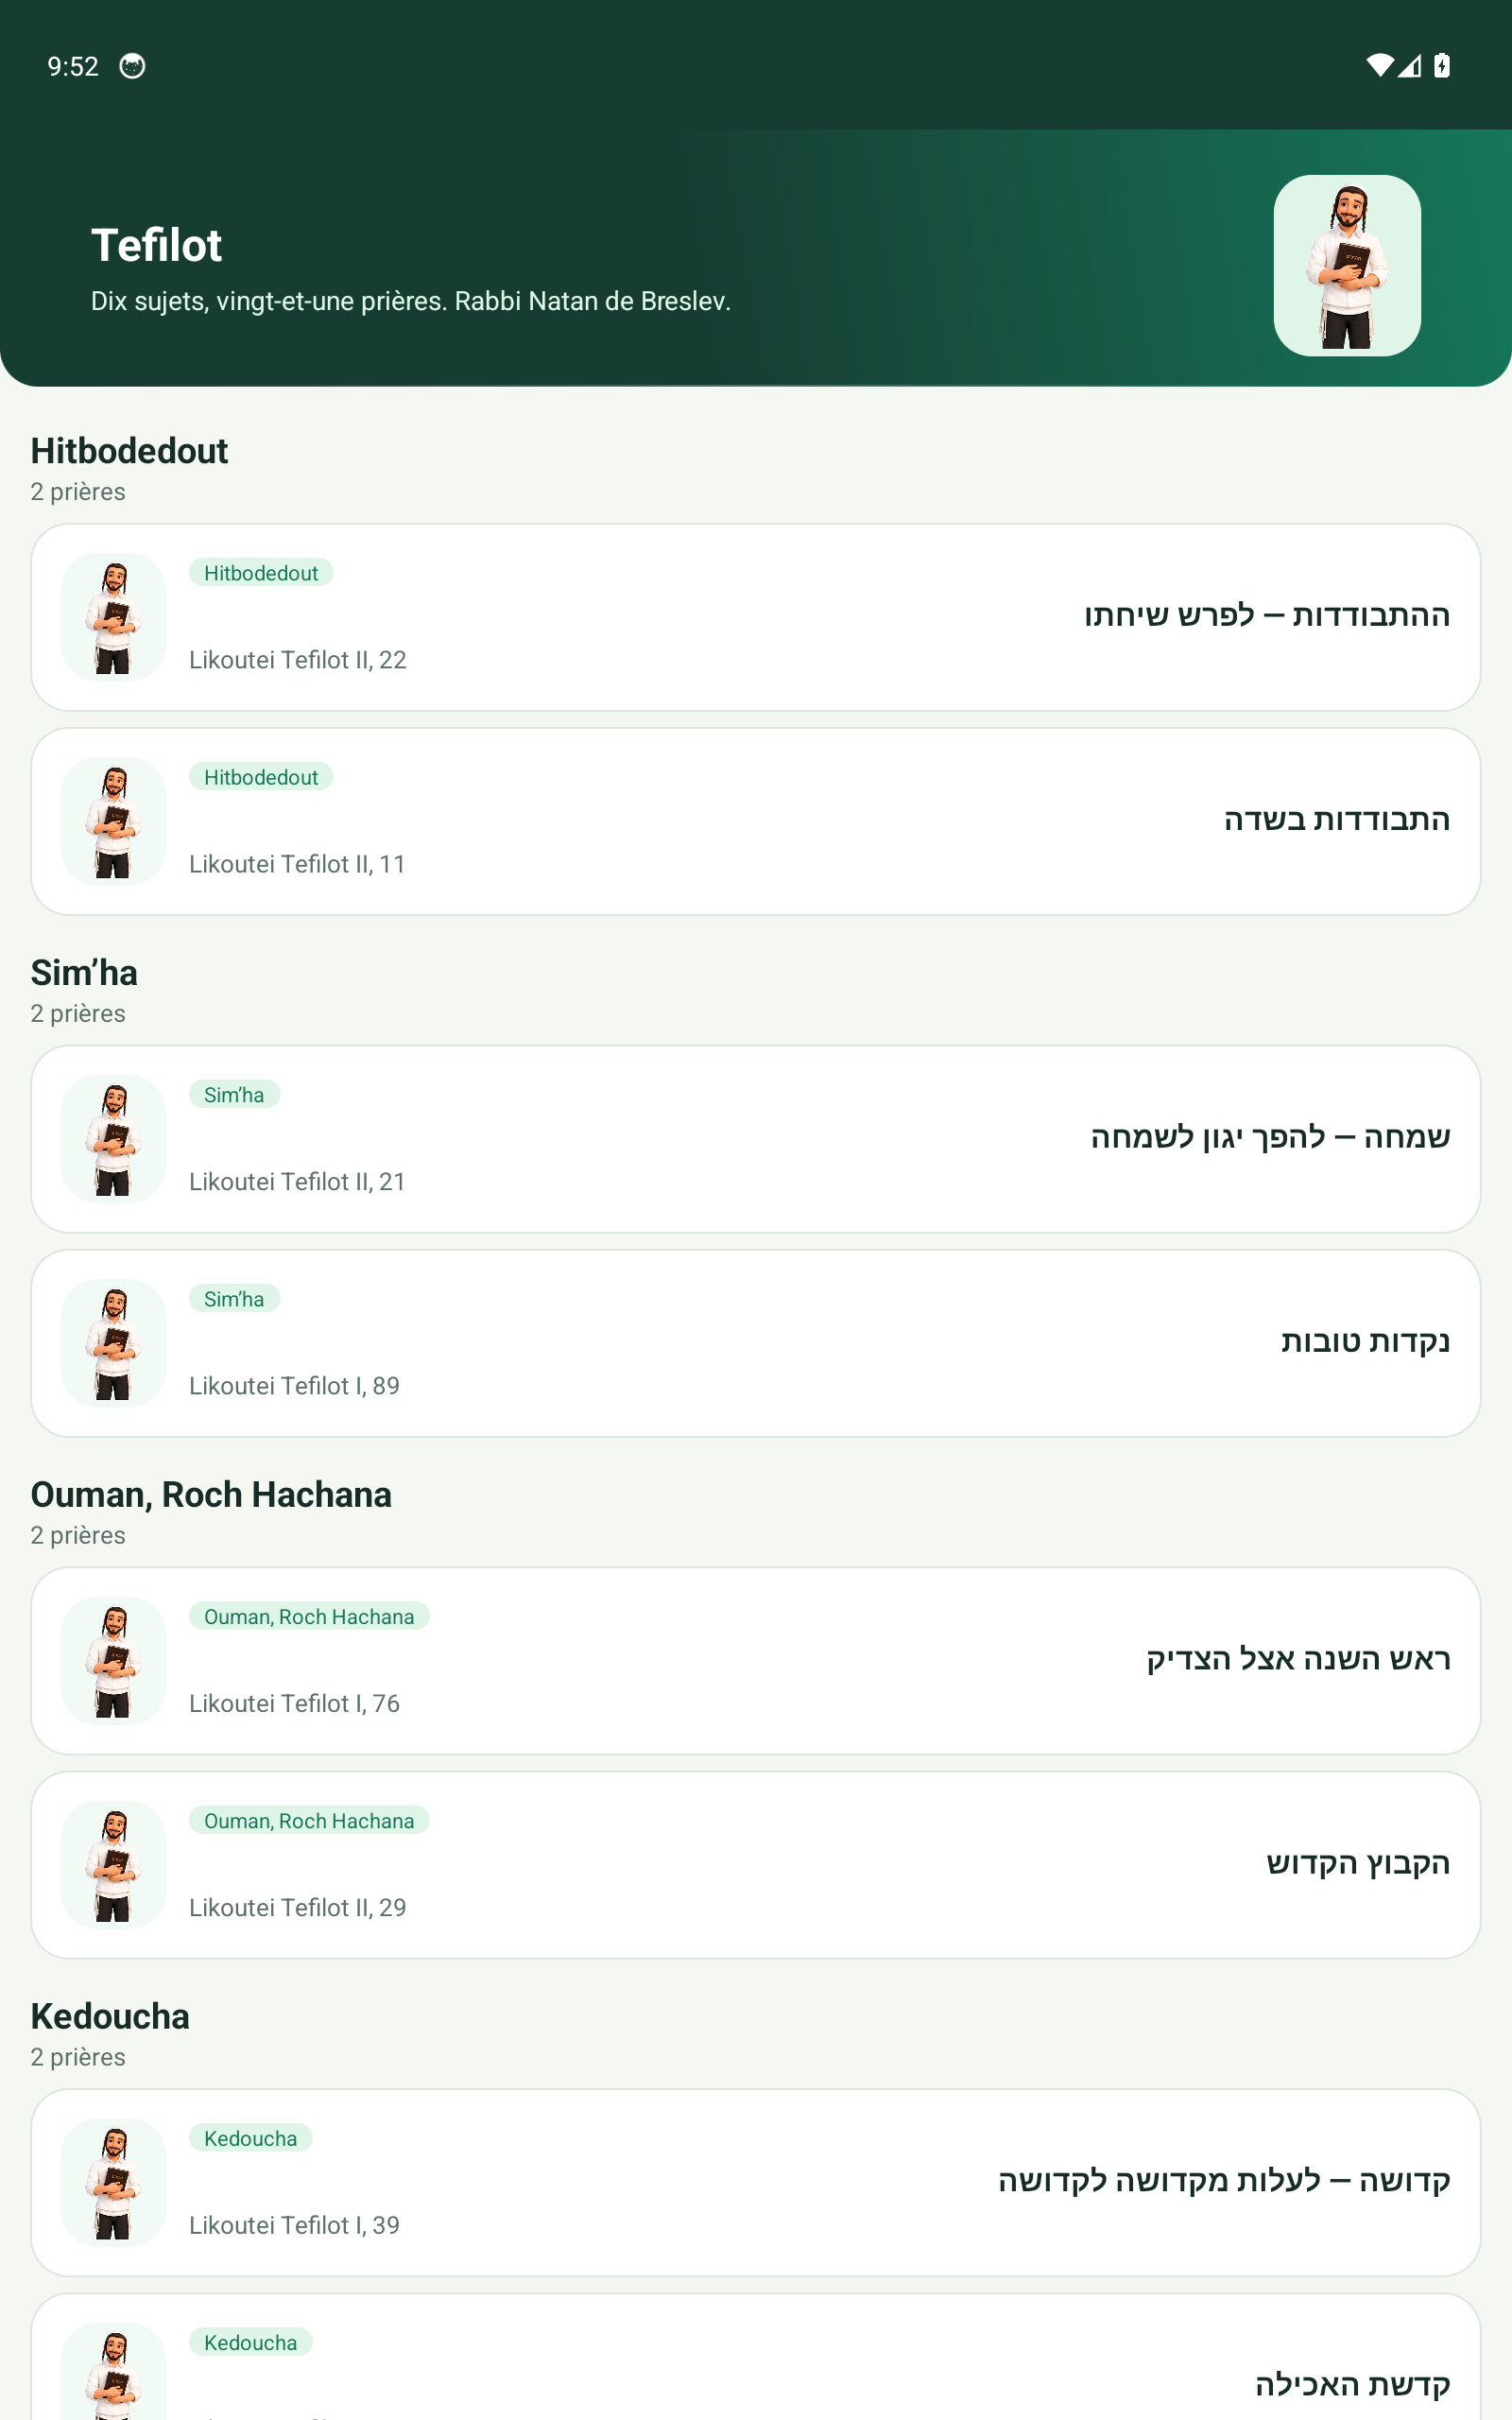 9:52
Tefilot
Dix sujets, vingt-et-une prières. Rabbi Natan de Breslev.
Hitbodedout
2 prières
Hitbodedout
ההתבודדות – לפרש שיחתו
Likoutei Tefilot II, 22
Hitbodedout
התבודדות בשדה
Likoutei Tefilot II, 11
Sim’ha
2 prières
Sim’ha
שמחה – להפך יגון לשמחה
Likoutei Tefilot II, 21
Sim’ha
נקדות טובות
Likoutei Tefilot I, 89
Ouman, Roch Hachana
2 prières
Ouman, Roch Hachana
ראש השנה אצל הצדיק
Likoutei Tefilot I, 76
Ouman, Roch Hachana
הקבוץ הקדוש
Likoutei Tefilot II, 29
Kedoucha
2 prières
Kedoucha
קדושה – לעלות מקדושה לקדושה
Likoutei Tefilot I, 39
Kedoucha
קדשת האכילה